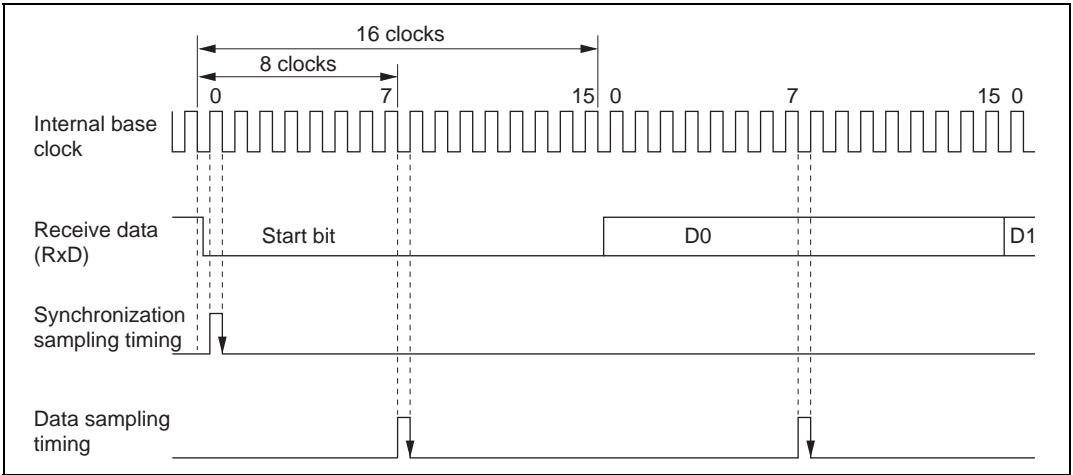 16 clocks
8 clocks
0 7 15 0 7 15 0
Internal base
clock
Receive data
(RxD)
Start bit D0 D1
Synchronization
sampling timing
Data sampling
timing